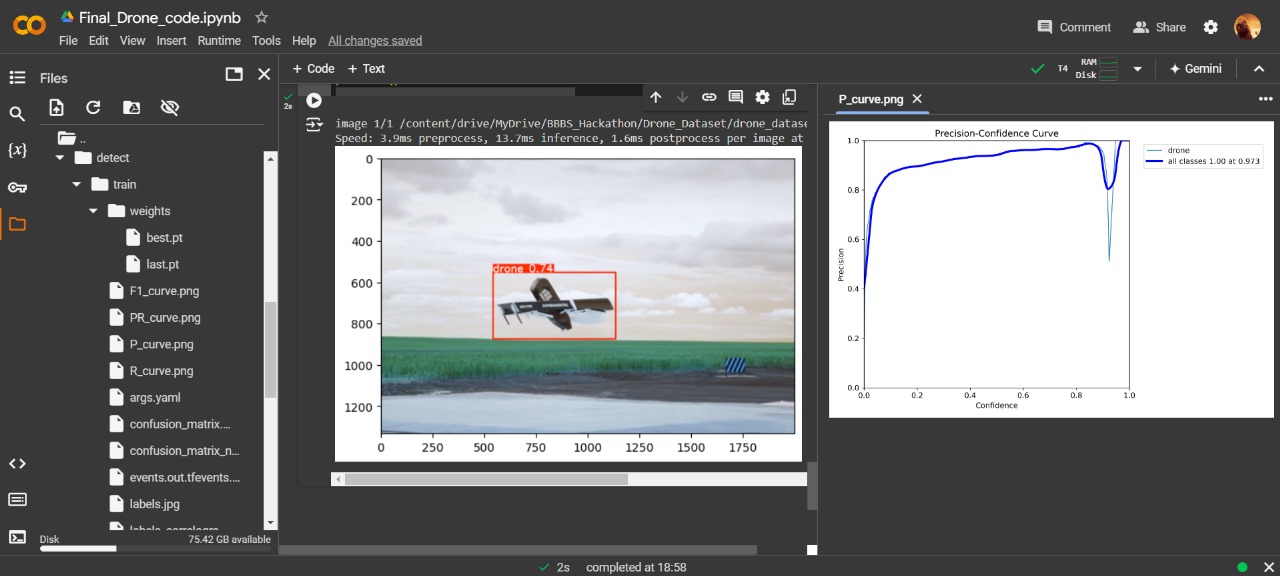 Final_Drone_code.ipynb
File Edit View Insert Runtime Tools Help All changes saved
Comment Share
Files
+ Code + Text
T4 RAM Disk Gemini
..
detect
train
weights
best.pt
last.pt
F1_curve.png
PR_curve.png
P_curve.png
R_curve.png
args.yaml
confusion_matrix....
confusion_matrix_n...
events.out.tfevents....
labels.jpg
Disk 75.42 GB available
{x}
2s
image 1/1 /content/drive/MyDrive/BBBS_Hackathon/Drone_Dataset/drone_datase
Speed: 3.9ms preprocess, 13.7ms inference, 1.6ms postprocess per image at
0
200
400
600
800
1000
1200
drone 0.74
0 250 500 750 1000 1250 1500 1750
P_curve.png
Precision-Confidence Curve
drone
all classes 1.00 at 0.973
1.0
0.8
0.6
0.4
0.2
0.0
Precision
0.0 0.2 0.4 0.6 0.8 1.0
Confidence
2s completed at 18:58